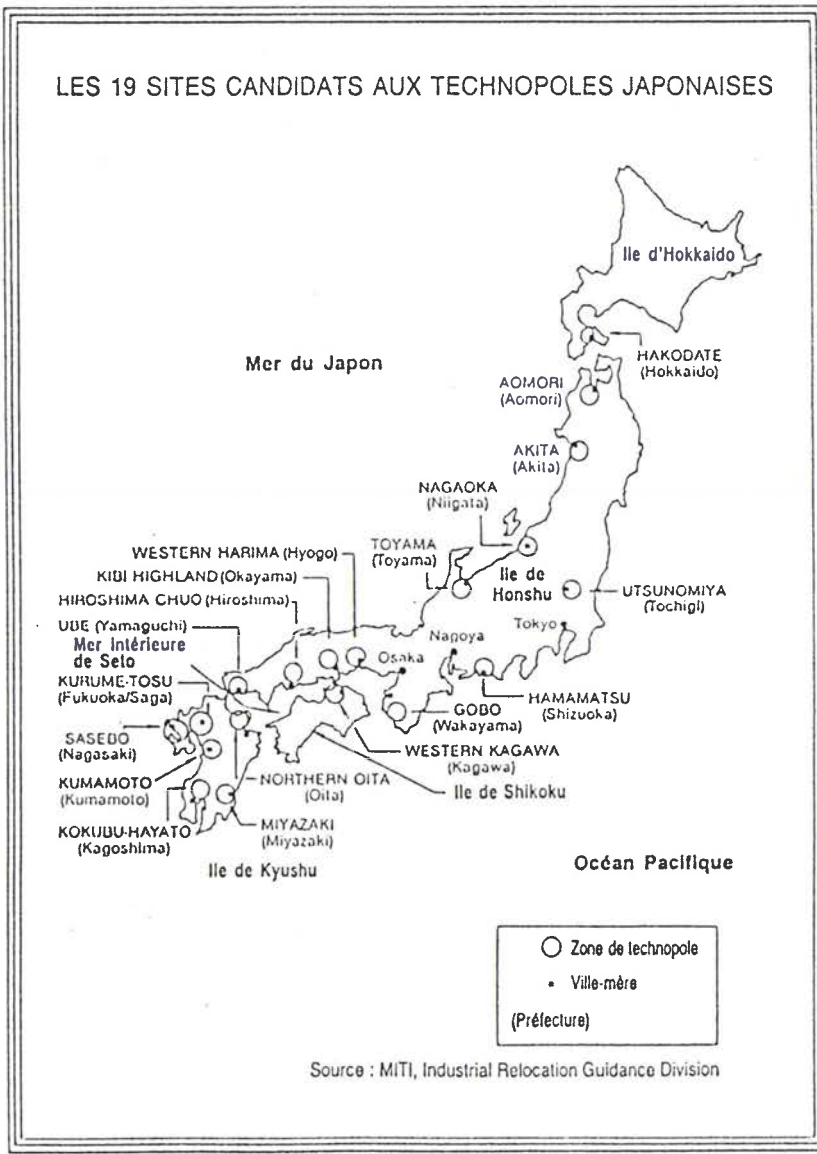 LES 19 SITES CANDIDATS AUX TECHNOPOLES JAPONAISES
Ile d'Hokkaido
Mer du Japon
HAKODATE
(Hokkaido)
AOMORI
(Aomori)
AKITA
(Akita)
NAGAOKA
(Niigata)
TOYAMA
(Toyama)
WESTERN HARIMA (Hyogo)
KIBI HIGHLAND (Okayama)
HIROSHIMA CHUO (Hiroshima)
UBE (Yamaguchi)
Mer Intérieure
de Seto
KURUME-TOSU
(Fukuoka/Saga)
SASEBO
(Nagasaki)
KUMAMOTO
(Kumamoto)
KOKUBU-HAYATO
(Kagoshima)
Ile de
Honshu
UTSUNOMIYA
(Tochigi)
Tokyo
Nagoya
Osaka
HAMAMATSU
(Shizuoka)
GOBO
(Wakayama)
WESTERN KAGAWA
(Kagawa)
Ile de Shikoku
NORTHERN OITA
(Oita)
MIYAZAKI
(Miyazaki)
Ile de Kyushu
Océan Pacifique
Zone de technopole
Ville-mère
(Préfecture)
Source : MITI, Industrial Relocation Guidance Division